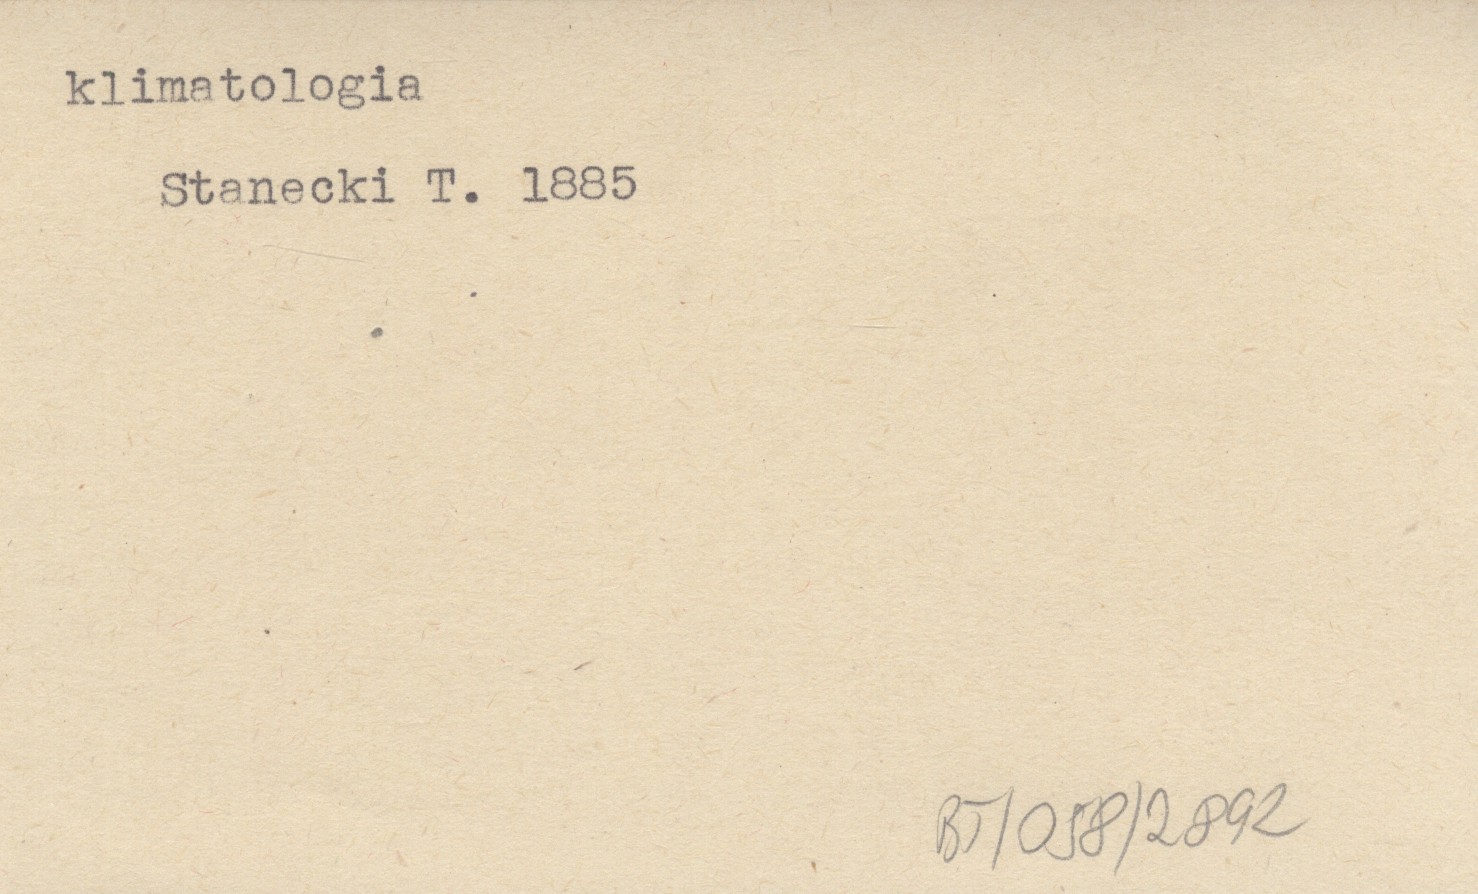 klimatologia
Stanecki T. 1885
BT/058/2892